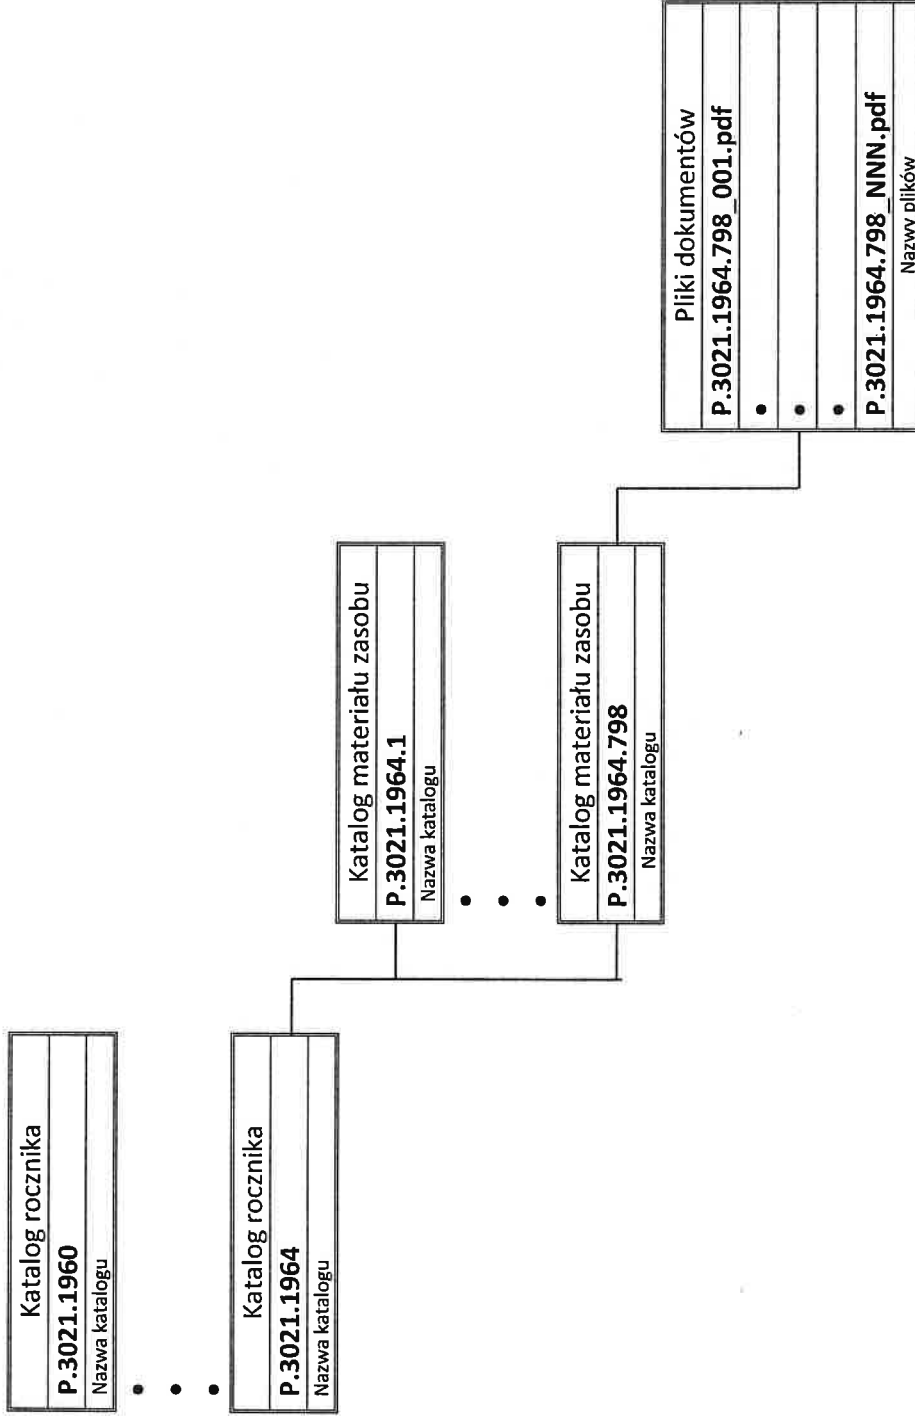 Katalog rocznika
P.3021.1960
Nazwa katalogu
•
•
•
Katalog rocznika
P.3021.1964
Nazwa katalogu
Katalog materiału zasobu
P.3021.1964.1
Nazwa katalogu
•
•
•
Katalog materiału zasobu
P.3021.1964.798
Nazwa katalogu
Pliki dokumentów
P.3021.1964.798_001.pdf
•
•
•
P.3021.1964.798_NNN.pdf
Nazwy plików